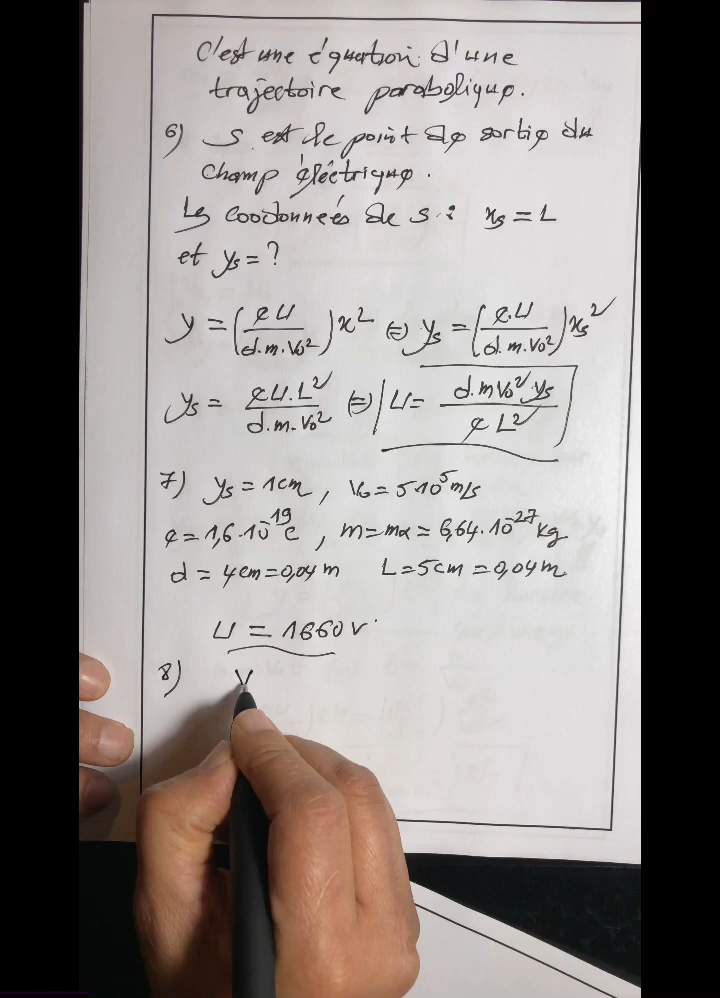 C'est une équation d'une
trajectoire parabolique.
6) S est le point de sortie du
champ électrique.
Les coordonnées de S : xs = L
et ys = ?
y = (e U / d.m.V0²) x² ⇔ ys = (e.U / d.m.V0²) xs²
ys = e U.L² / d.m.V0² ⇔ U = d.mV0².ys / e L²
7) ys = 1cm , V0 = 5 10⁵ m/s
e = 1,6.10⁻¹⁹ C , m = mα = 6,64.10⁻²⁷ kg
d = 4cm = 0,04 m L = 5cm = 0,04 m
U = 1660 V.
8) V